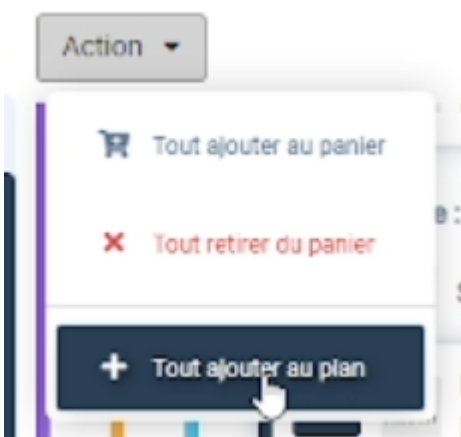 Action
Tout ajouter au panier
Tout retirer du panier
Tout ajouter au plan